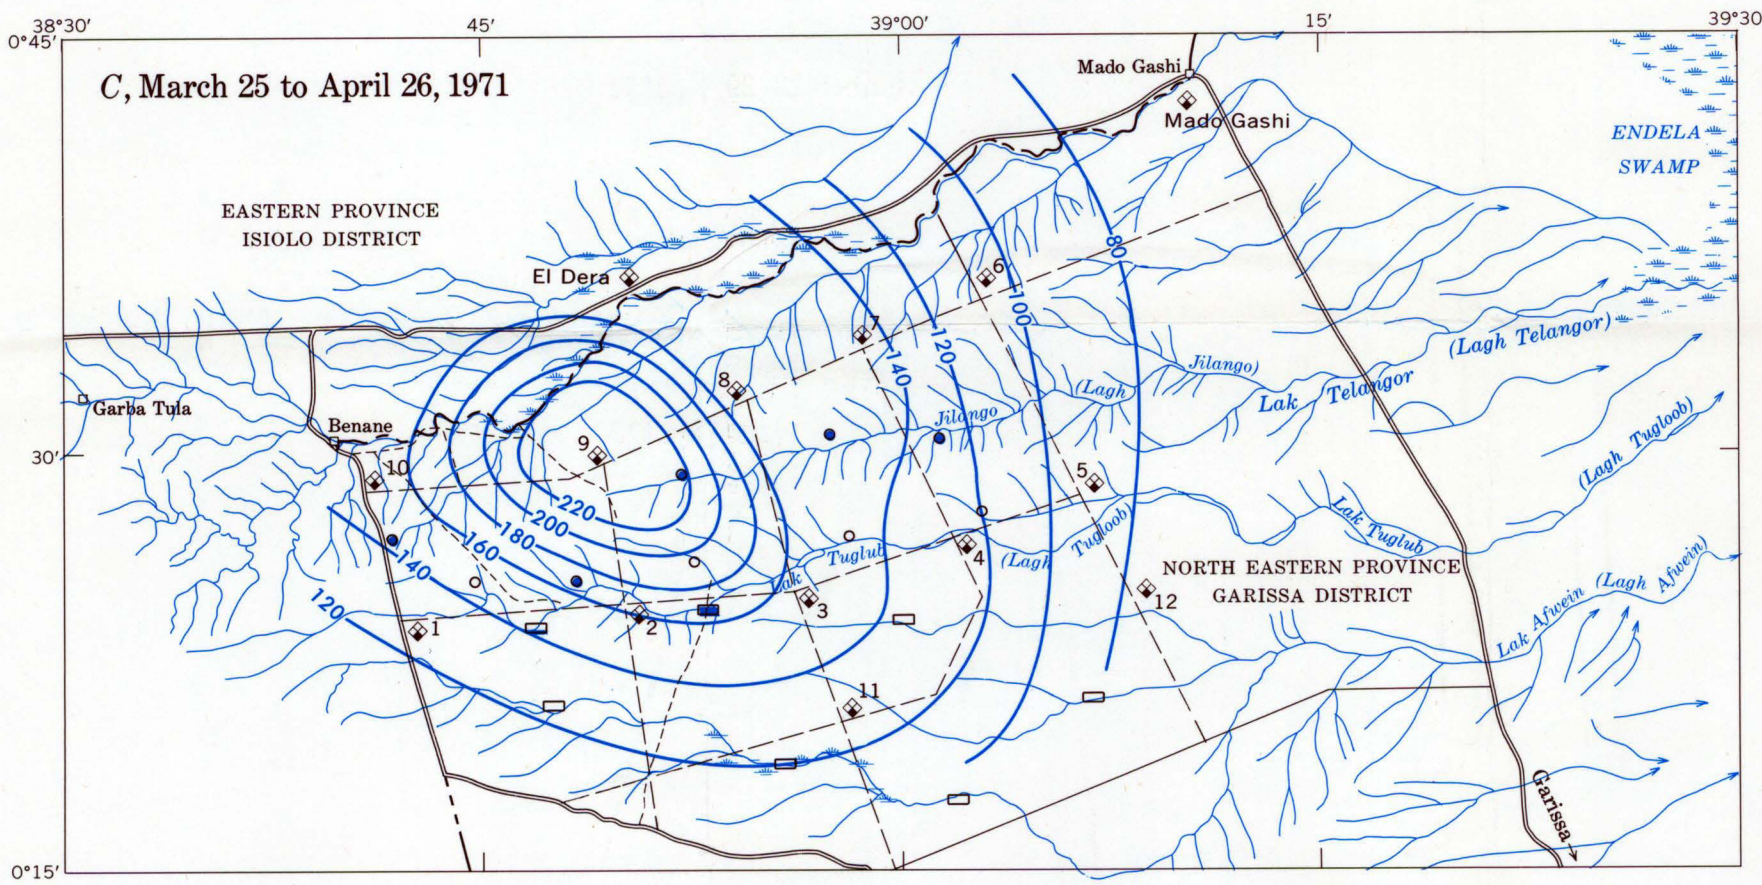 38°30′
45′
39°00′
15′
39°30
0°45′
C, March 25 to April 26, 1971
Mado Gashi
Mado Gashi
ENDELA
SWAMP
EASTERN PROVINCE
ISIOLO DISTRICT
El Dera
6
80
100
7
120
140
(Lagh Telangor)
8
(Lagh Jilango)
Lak Telangor
Garba Tula
Jilango
Benane
9
30′
10
5
(Lagh Tugloob)
220
200
180
160
140
Lak Tuglub
Lak Tuglub
(Lagh Tugloob)
4
NORTH EASTERN PROVINCE
GARISSA DISTRICT
12
120
1
2
3
Lak Afwein (Lagh Afwein)
11
Garissa
0°15′